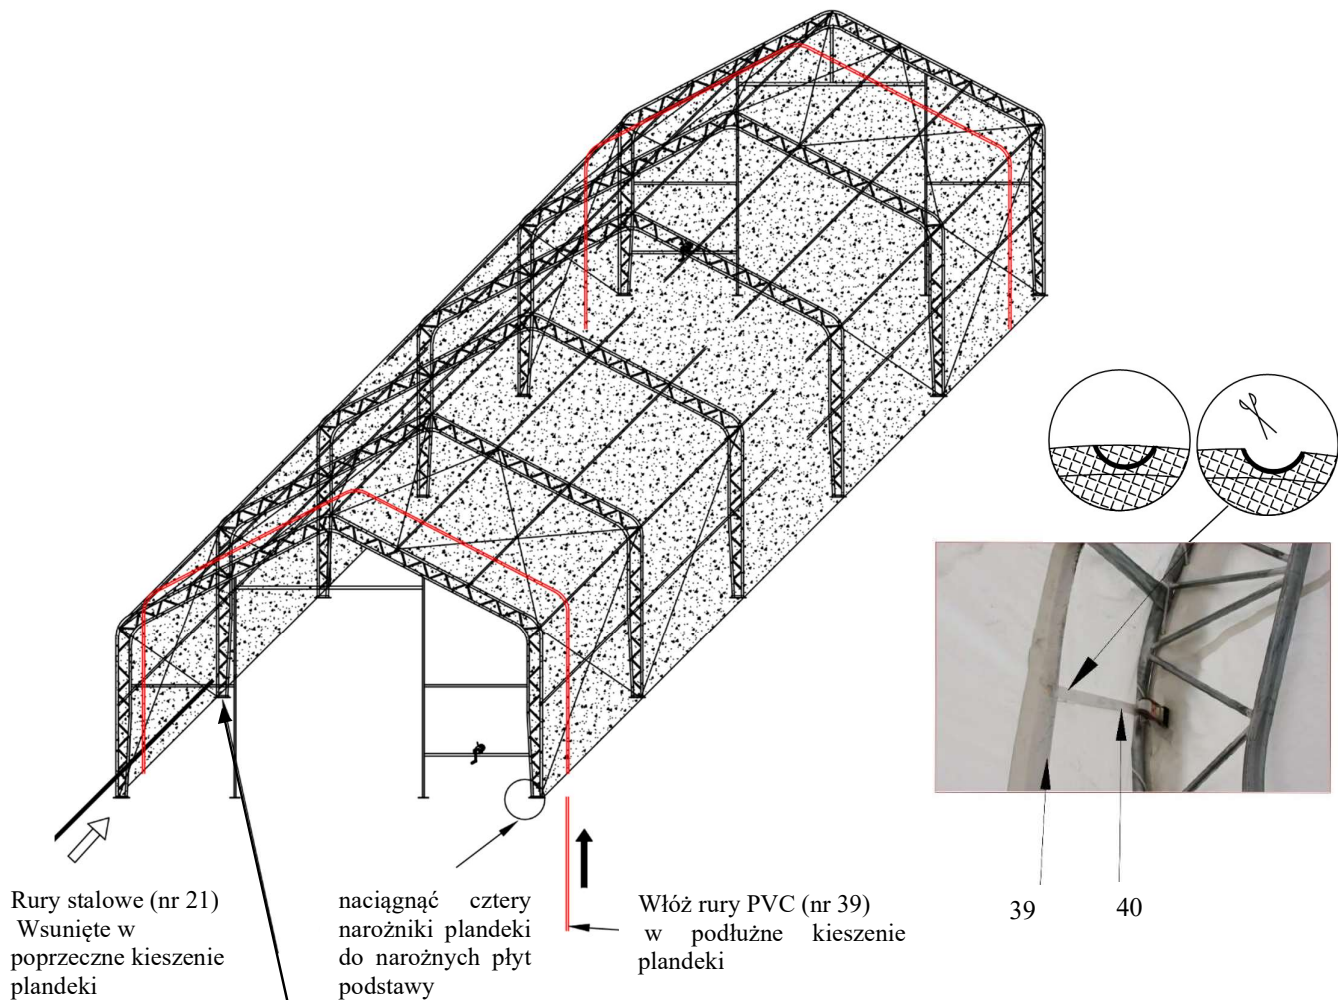 Rury stalowe (nr 21)
Wsunięte w
poprzeczne kieszenie
plandeki
naciągnąć cztery
narożniki plandeki
do narożnych płyt
podstawy
Włóż rury PVC (nr 39)
w podłużne kieszenie
plandeki
39
40